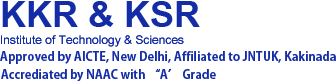 KKR & KSR
Institute of Technology & Sciences
Approved by AICTE, New Delhi, Affiliated to JNTUK, Kakinada
Accrediated by NAAC with “A’ Grade